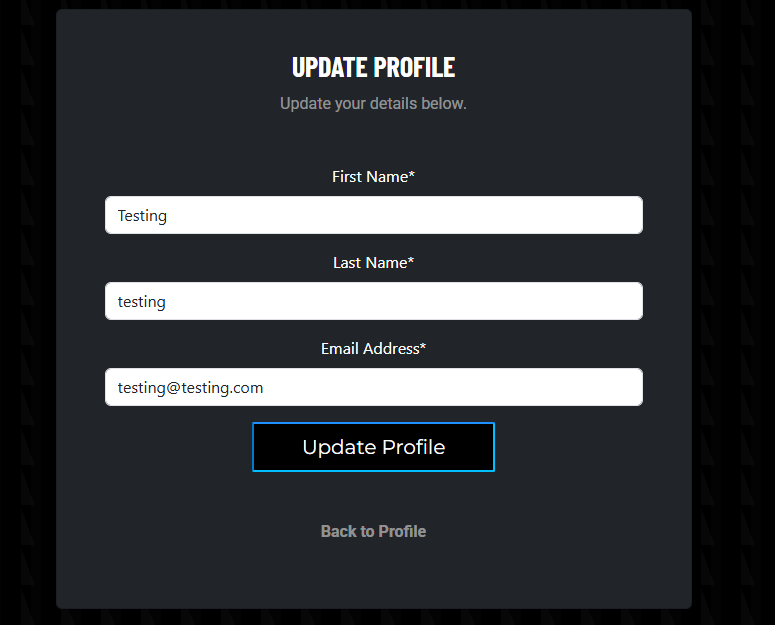 UPDATE PROFILE
Update your details below.
First Name*
Testing
Last Name*
testing
Email Address*
testing@testing.com
Update Profile
Back to Profile